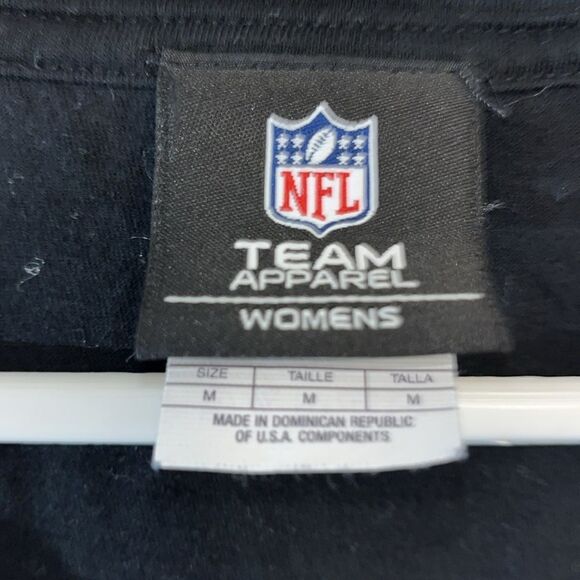 NFL
TEAM
APPAREL
WOMENS
SIZE TAILLE TALLA
M M M
MADE IN DOMINICAN REPUBLIC
OF U.S.A. COMPONENTS